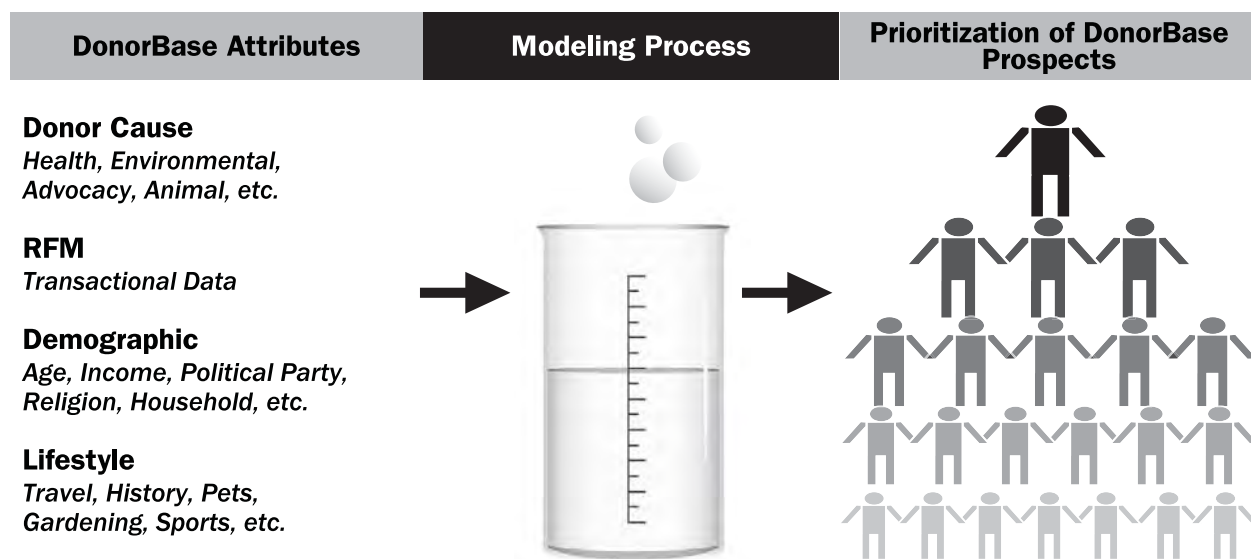 DonorBase Attributes
Modeling Process
Prioritization of DonorBase
Prospects
Donor Cause
Health, Environmental,
Advocacy, Animal, etc.
RFM
Transactional Data
Demographic
Age, Income, Political Party,
Religion, Household, etc.
Lifestyle
Travel, History, Pets,
Gardening, Sports, etc.